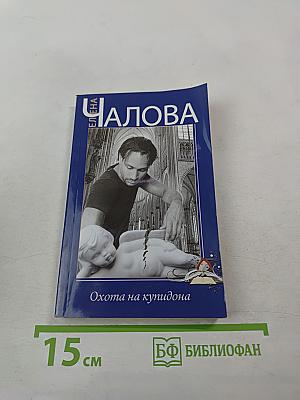 ЕЛЕНА
ЧАЛОВА
Охота на купидона
15 см
БФ БИБЛИОФАН